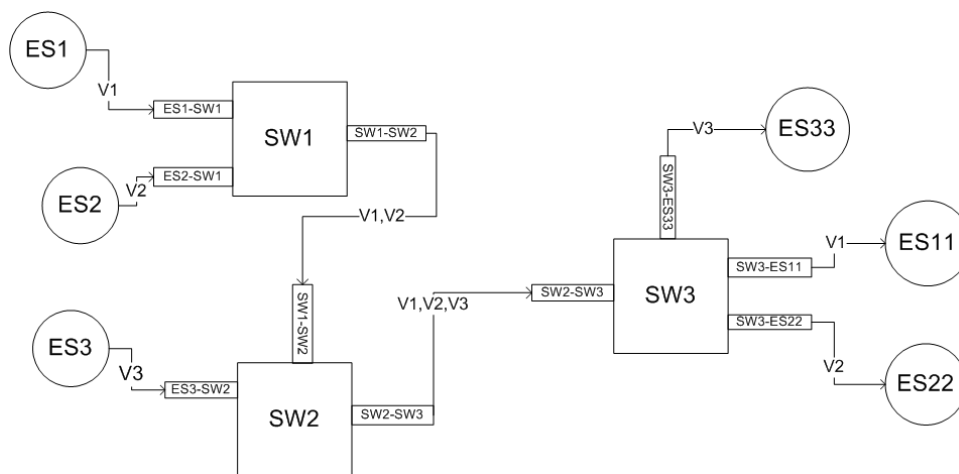 ES1
V1
ES1-SW1
SW1
SW1-SW2
ES2-SW1
V2
ES2
V1,V2
SW1-SW2
ES3
V3
ES3-SW2
SW2
SW2-SW3
V1,V2,V3
SW2-SW3
SW3
SW3-ES33
V3
ES33
SW3-ES11
V1
ES11
SW3-ES22
V2
ES22